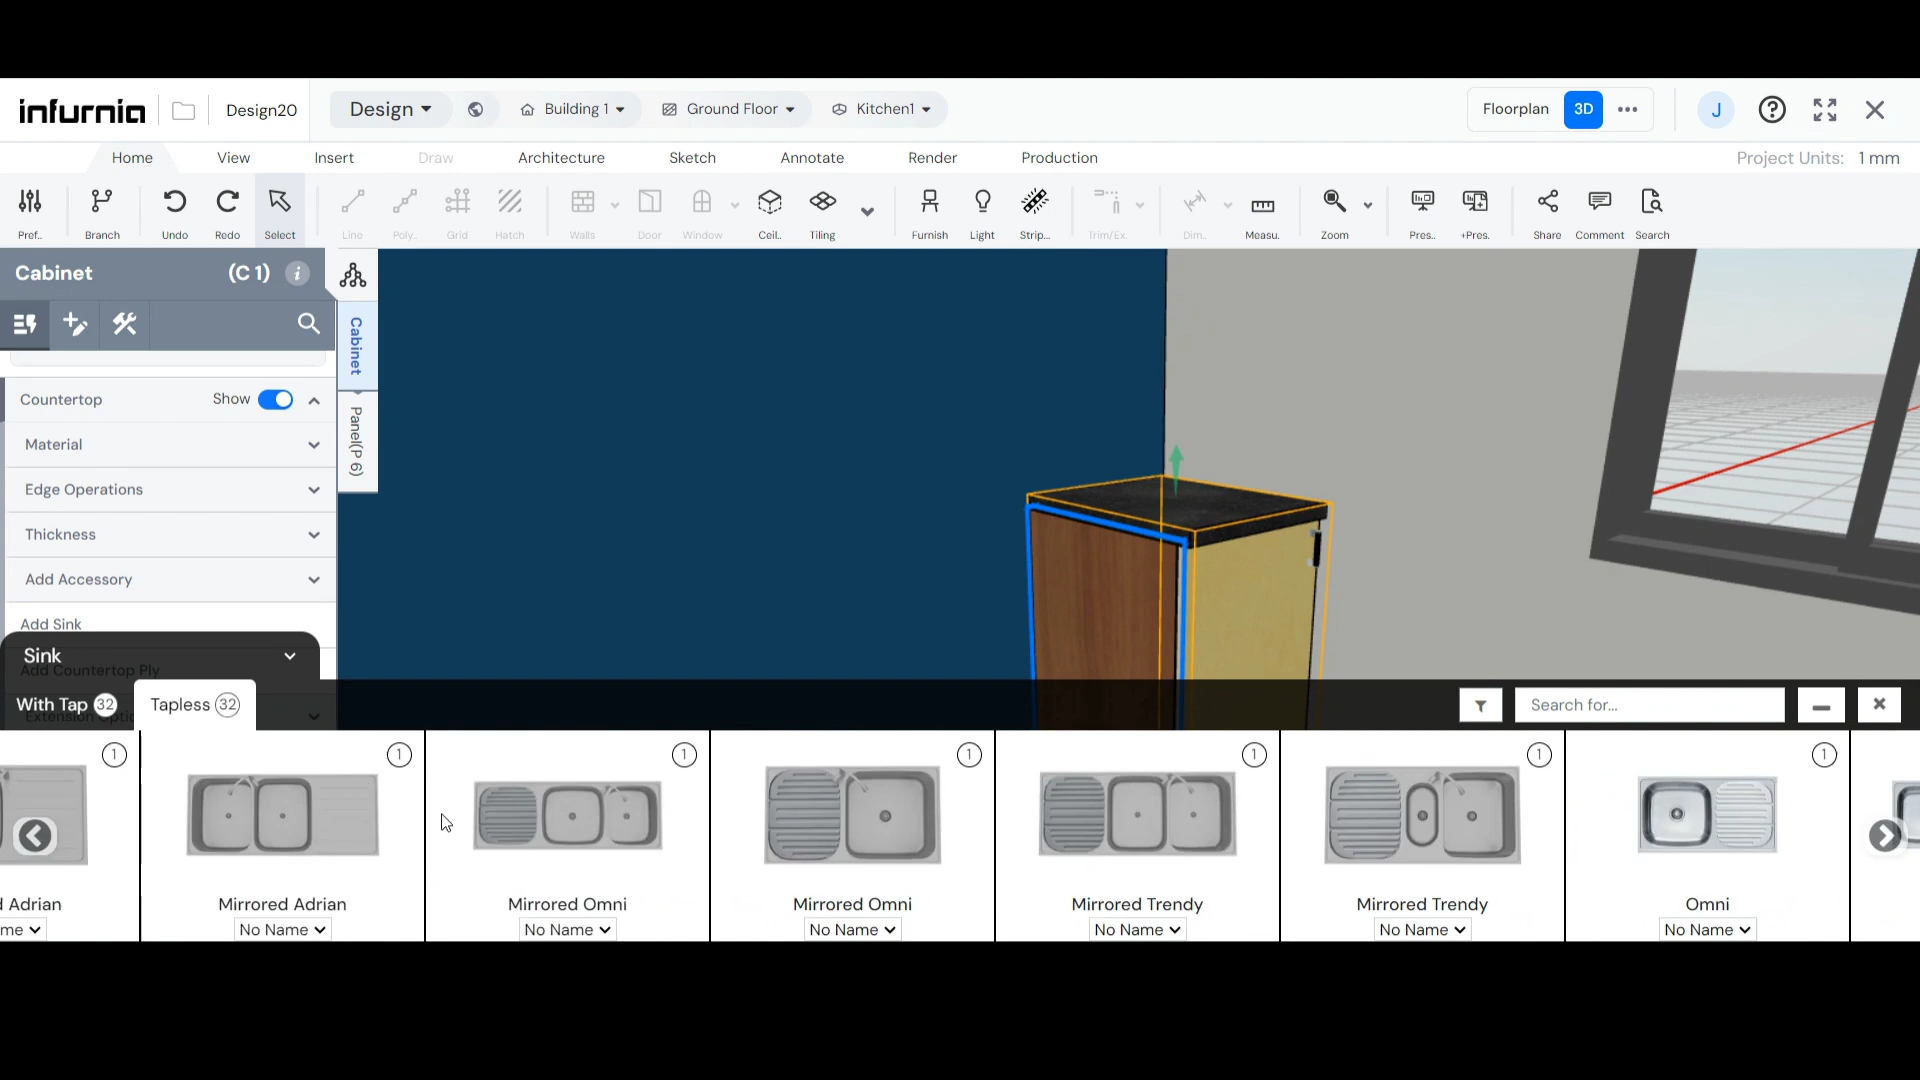 infurnia
Design20
Design
Building 1
Ground Floor
Kitchen1
Floorplan
3D
J
Home
View
Insert
Draw
Architecture
Sketch
Annotate
Render
Production
Project Units: 1 mm
Pref..
Branch
Undo
Redo
Select
Line
Poly..
Grid
Hatch
Walls
Door
Window
Ceil..
Tiling
Furnish
Light
Strip...
Trim/Ex.
Dim..
Measu.
Zoom
Pres..
+Pres.
Share
Comment
Search
Cabinet (C 1) i
Cabinet
Panel(P 6)
Countertop Show
Material
Edge Operations
Thickness
Add Accessory
Add Sink
Sink
Add Countertop Ply
With Tap 32
Tapless 32
Search for...
1 1 1 1 1 1 1
d Adrian
Mirrored Adrian
Mirrored Omni
Mirrored Omni
Mirrored Trendy
Mirrored Trendy
Omni
me
No Name
No Name
No Name
No Name
No Name
No Name